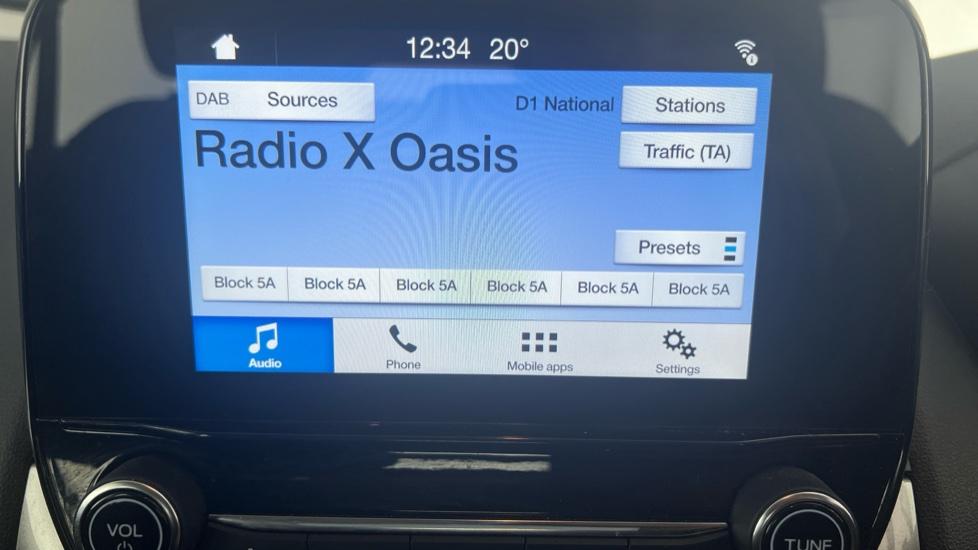 12:34 20°
DAB Sources D1 National Stations
Radio X Oasis Traffic (TA)
Presets
Block 5A Block 5A Block 5A Block 5A Block 5A Block 5A
Audio Phone Mobile apps Settings
VOL TUNE